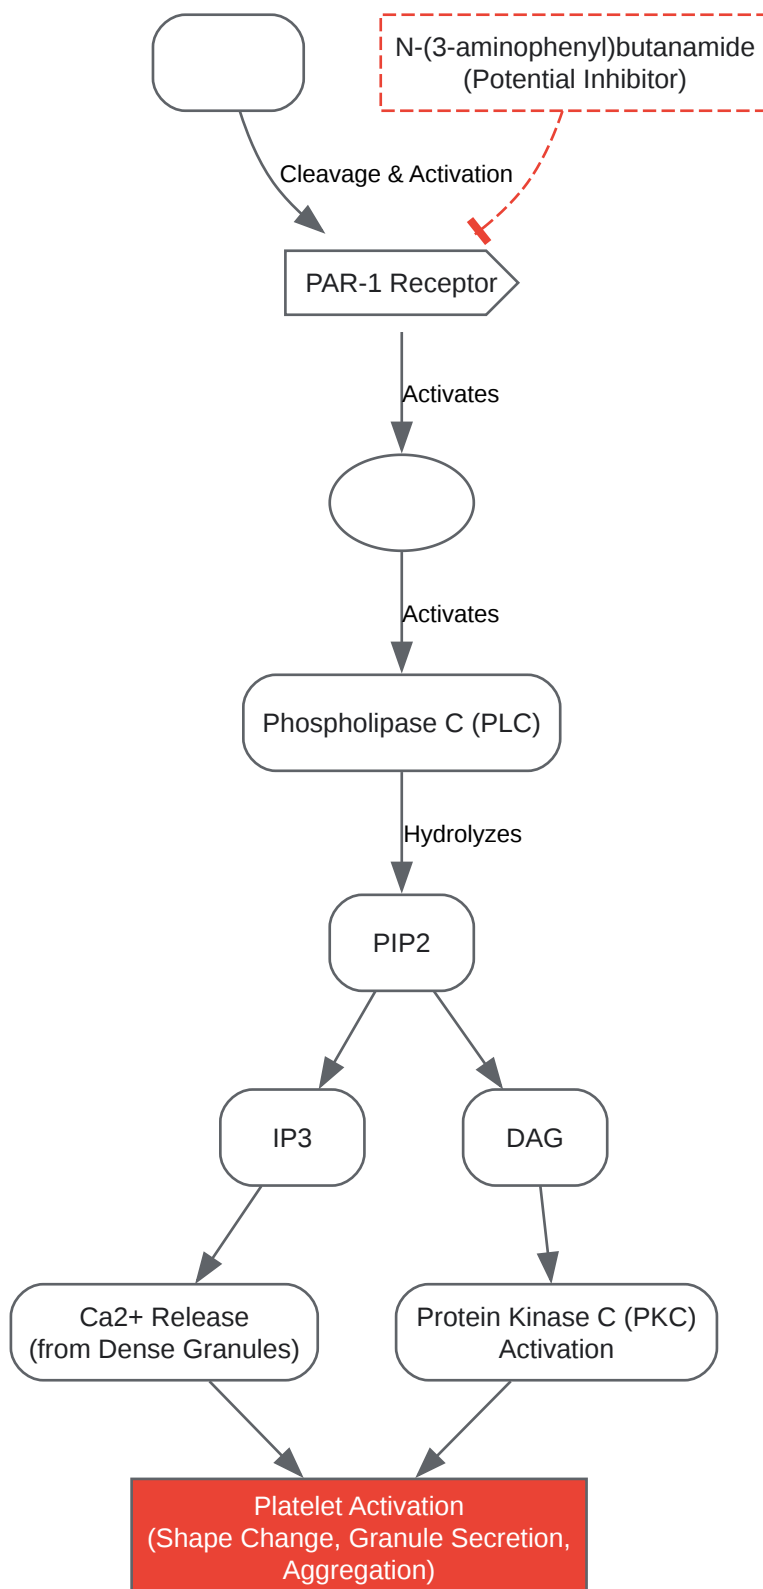 N-(3-aminophenyl)butanamide
(Potential Inhibitor)
Cleavage & Activation
PAR-1 Receptor
Activates
Activates
Phospholipase C (PLC)
Hydrolyzes
PIP2
IP3
DAG
Ca2+ Release
(from Dense Granules)
Protein Kinase C (PKC)
Activation
Platelet Activation
(Shape Change, Granule Secretion,
Aggregation)